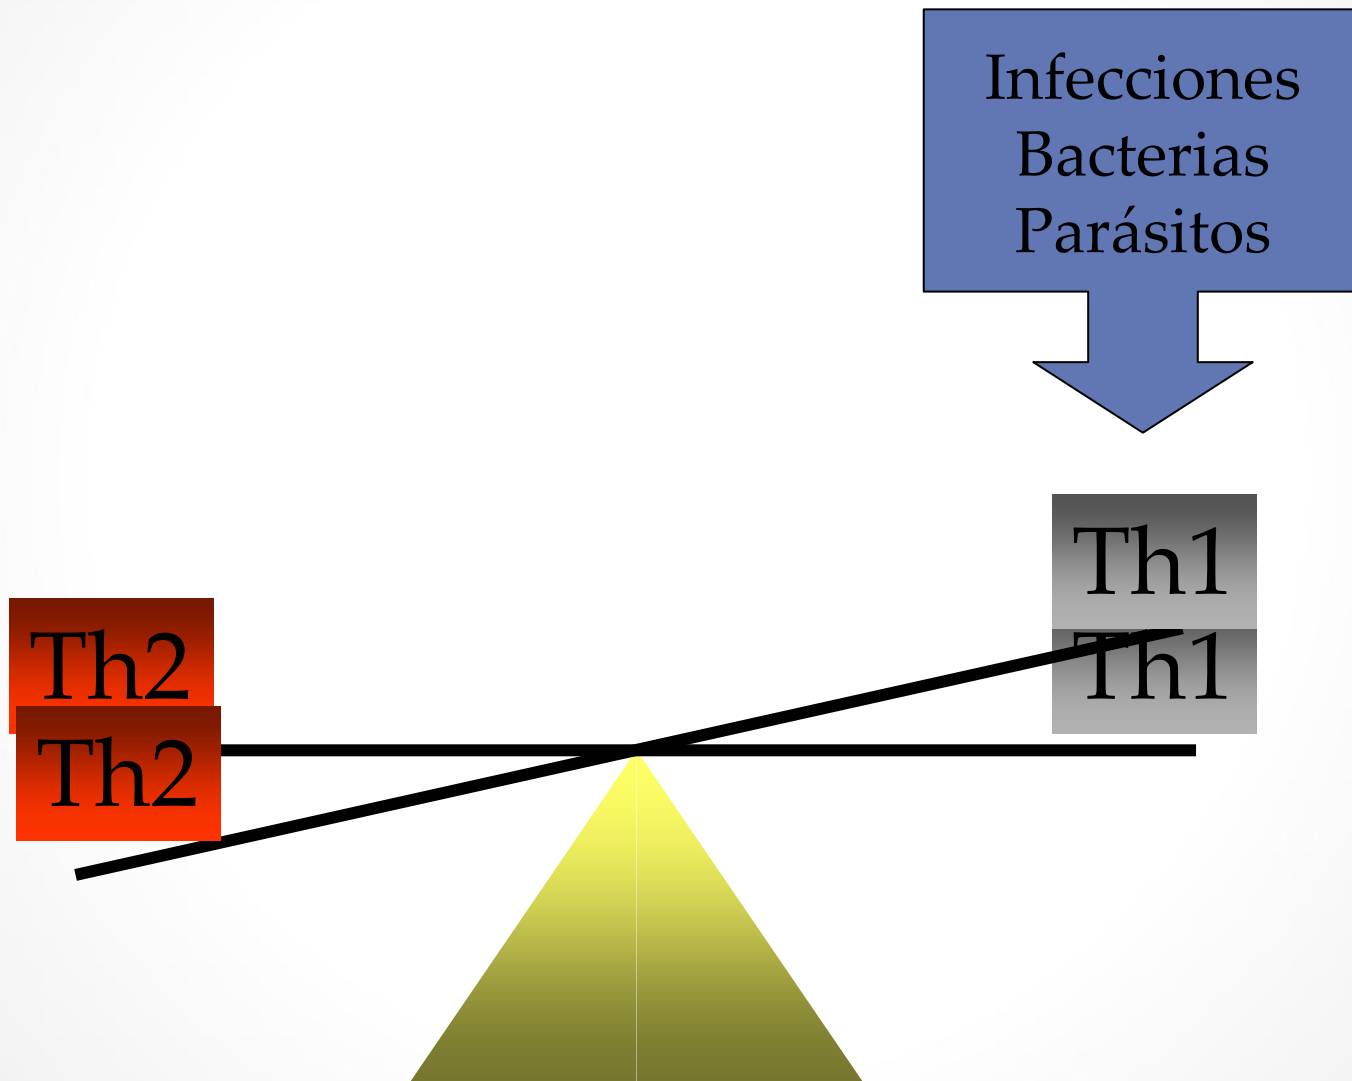 Infecciones
Bacterias
Parásitos
Th1
Th1
Th2
Th2